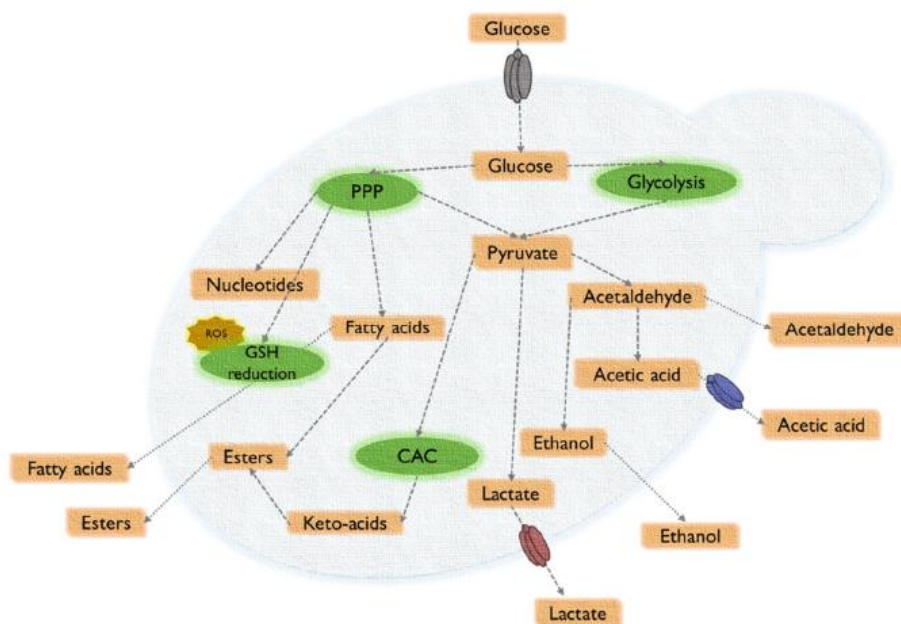 Glucose
Glucose
PPP
Glycolysis
Pyruvate
Nucleotides
Acetaldehyde
Fatty acids
Acetaldehyde
ROS
GSH
reduction
Acetic acid
Acetic acid
Ethanol
Esters
CAC
Fatty acids
Lactate
Esters
Keto-acids
Ethanol
Lactate